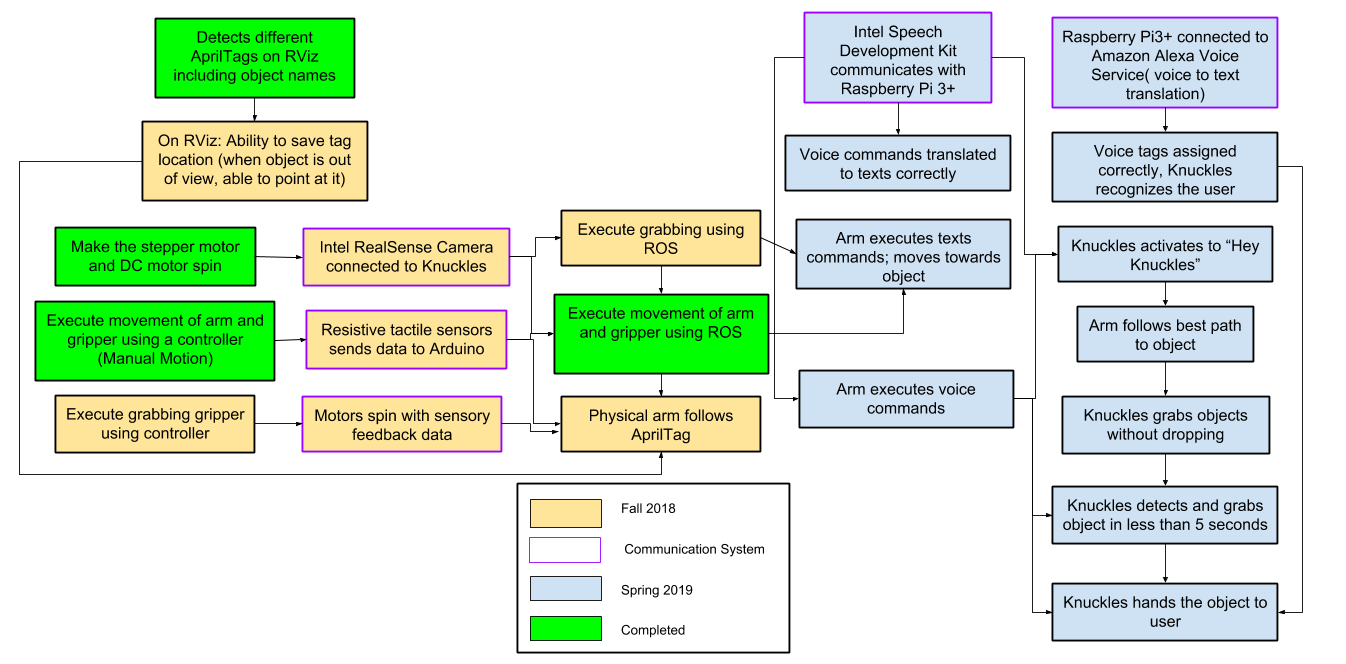 Detects different
AprilTags on RViz
including object names
On RViz: Ability to save tag
location (when object is out
of view, able to point at it)
Make the stepper motor
and DC motor spin
Execute movement of arm and
gripper using a controller
(Manual Motion)
Execute grabbing gripper
using controller
Intel RealSense Camera
connected to Knuckles
Resistive tactile sensors
sends data to Arduino
Motors spin with sensory
feedback data
Execute grabbing using
ROS
Execute movement of arm
and gripper using ROS
Physical arm follows
AprilTag
Intel Speech
Development Kit
communicates with
Raspberry Pi 3+
Voice commands translated
to texts correctly
Arm executes texts
commands; moves towards
object
Arm executes voice
commands
Raspberry Pi3+ connected to
Amazon Alexa Voice
Service( voice to text
translation)
Voice tags assigned
correctly, Knuckles
recognizes the user
Knuckles activates to “Hey
Knuckles”
Arm follows best path
to object
Knuckles grabs objects
without dropping
Knuckles detects and grabs
object in less than 5 seconds
Knuckles hands the object to
user
Fall 2018
Communication System
Spring 2019
Completed